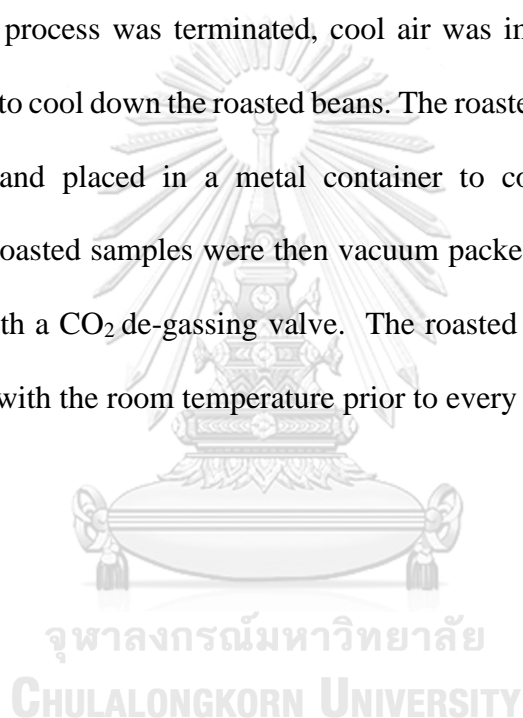 process was terminated, cool air was in
to cool down the roasted beans. The roaste
and placed in a metal container to co
oasted samples were then vacuum packe
th a CO₂ de-gassing valve. The roasted
with the room temperature prior to every
จุฬาลงกรณ์มหาวิทยาลัย
CHULALONGKORN UNIVERSITY